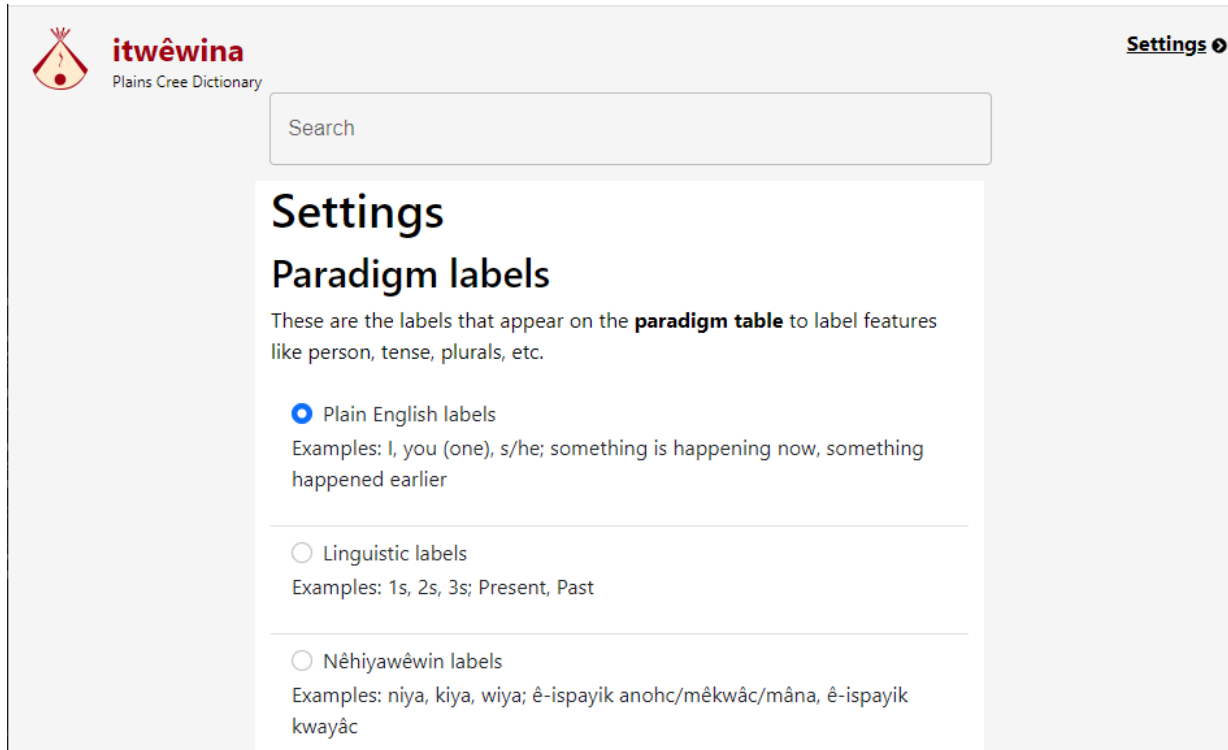 itwêwina
Plains Cree Dictionary
Settings
Search
Settings
Paradigm labels
These are the labels that appear on the paradigm table to label features
like person, tense, plurals, etc.
Plain English labels
Examples: I, you (one), s/he; something is happening now, something
happened earlier
Linguistic labels
Examples: 1s, 2s, 3s; Present, Past
Nêhiyawêwin labels
Examples: niya, kiya, wiya; ê-ispayik anohc/mêkwâc/mâna, ê-ispayik
kwayâc